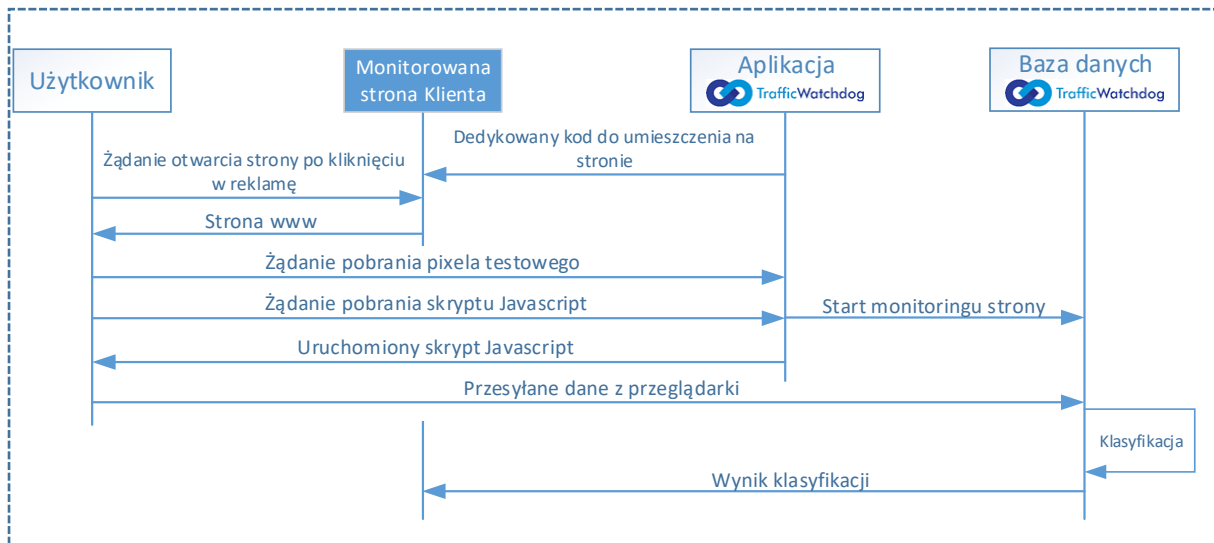 Użytkownik
Monitorowana
strona Klienta
Aplikacja
TrafficWatchdog
Baza danych
TrafficWatchdog
Dedykowany kod do umieszczenia na
stronie
Żądanie otwarcia strony po kliknięciu
w reklamę
Strona www
Żądanie pobrania pixela testowego
Żądanie pobrania skryptu Javascript
Start monitoringu strony
Uruchomiony skrypt Javascript
Przesyłane dane z przeglądarki
Klasyfikacja
Wynik klasyfikacji